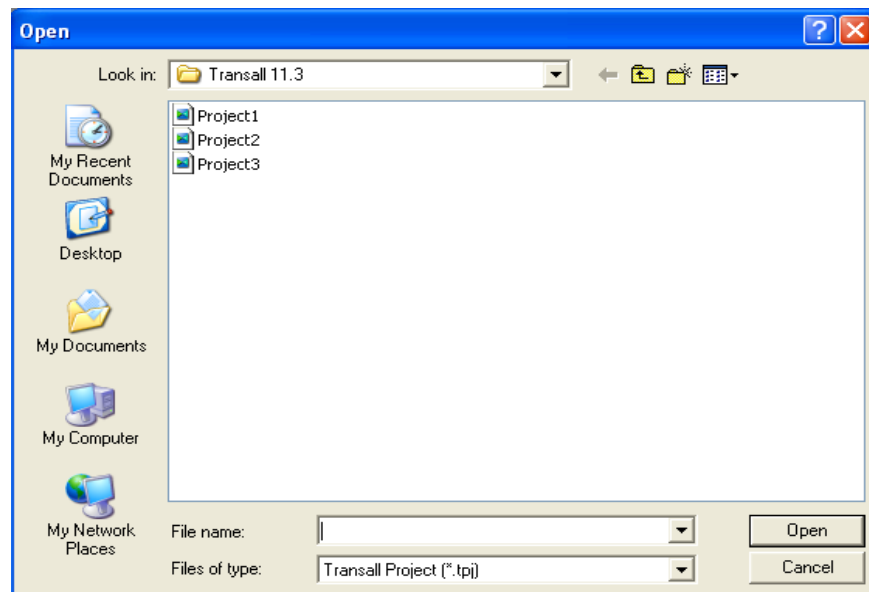 Open
Look in:
Transall 11.3
My Recent
Documents
Desktop
My Documents
My Computer
My Network
Places
Project1
Project2
Project3
File name:
Open
Files of type:
Transall Project (*.tpj)
Cancel